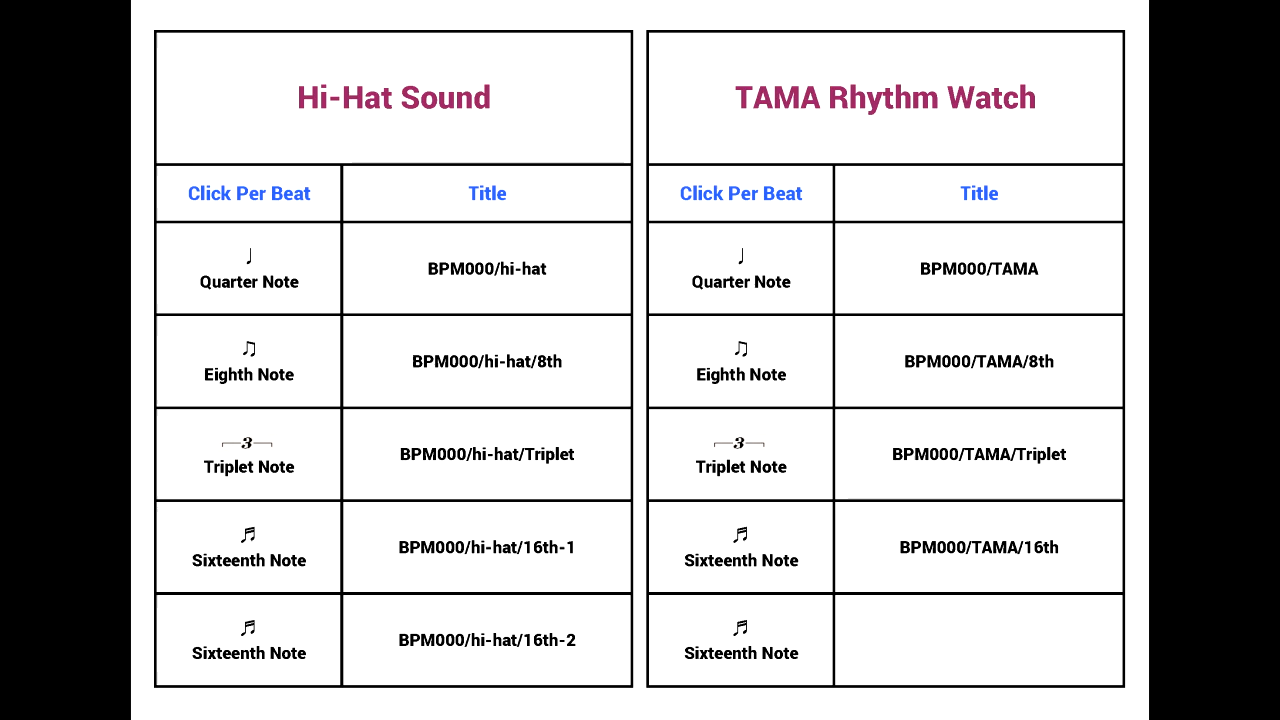 Hi-Hat Sound
Click Per Beat Title
♩
Quarter Note
BPM000/hi-hat
♫
Eighth Note
BPM000/hi-hat/8th
3
Triplet Note
BPM000/hi-hat/Triplet
♬
Sixteenth Note
BPM000/hi-hat/16th-1
♬
Sixteenth Note
BPM000/hi-hat/16th-2
TAMA Rhythm Watch
Click Per Beat Title
♩
Quarter Note
BPM000/TAMA
♫
Eighth Note
BPM000/TAMA/8th
3
Triplet Note
BPM000/TAMA/Triplet
♬
Sixteenth Note
BPM000/TAMA/16th
♬
Sixteenth Note